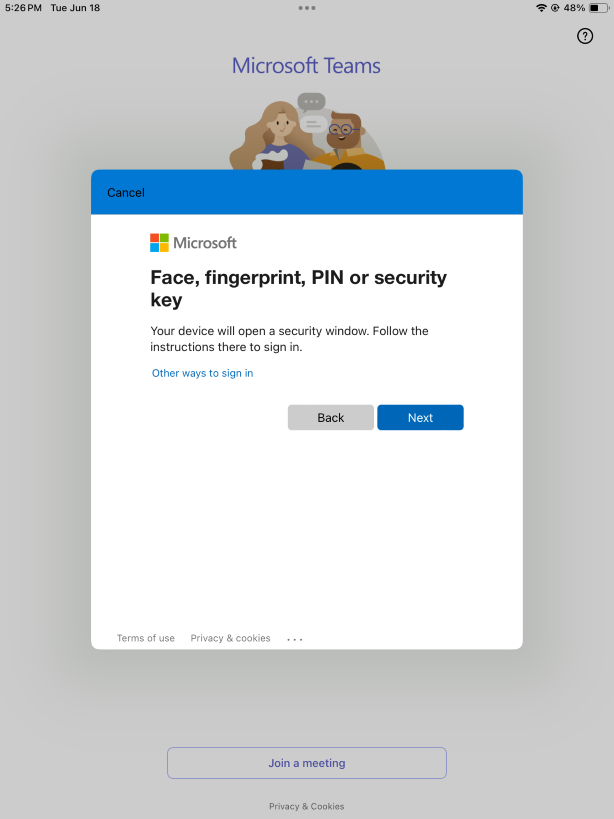 5:26 PM Tue Jun 18
48%
Microsoft Teams
Cancel
Microsoft
Face, fingerprint, PIN or security
key
Your device will open a security window. Follow the
instructions there to sign in.
Other ways to sign in
Back
Next
Terms of use
Privacy & cookies
...
Join a meeting
Privacy & Cookies